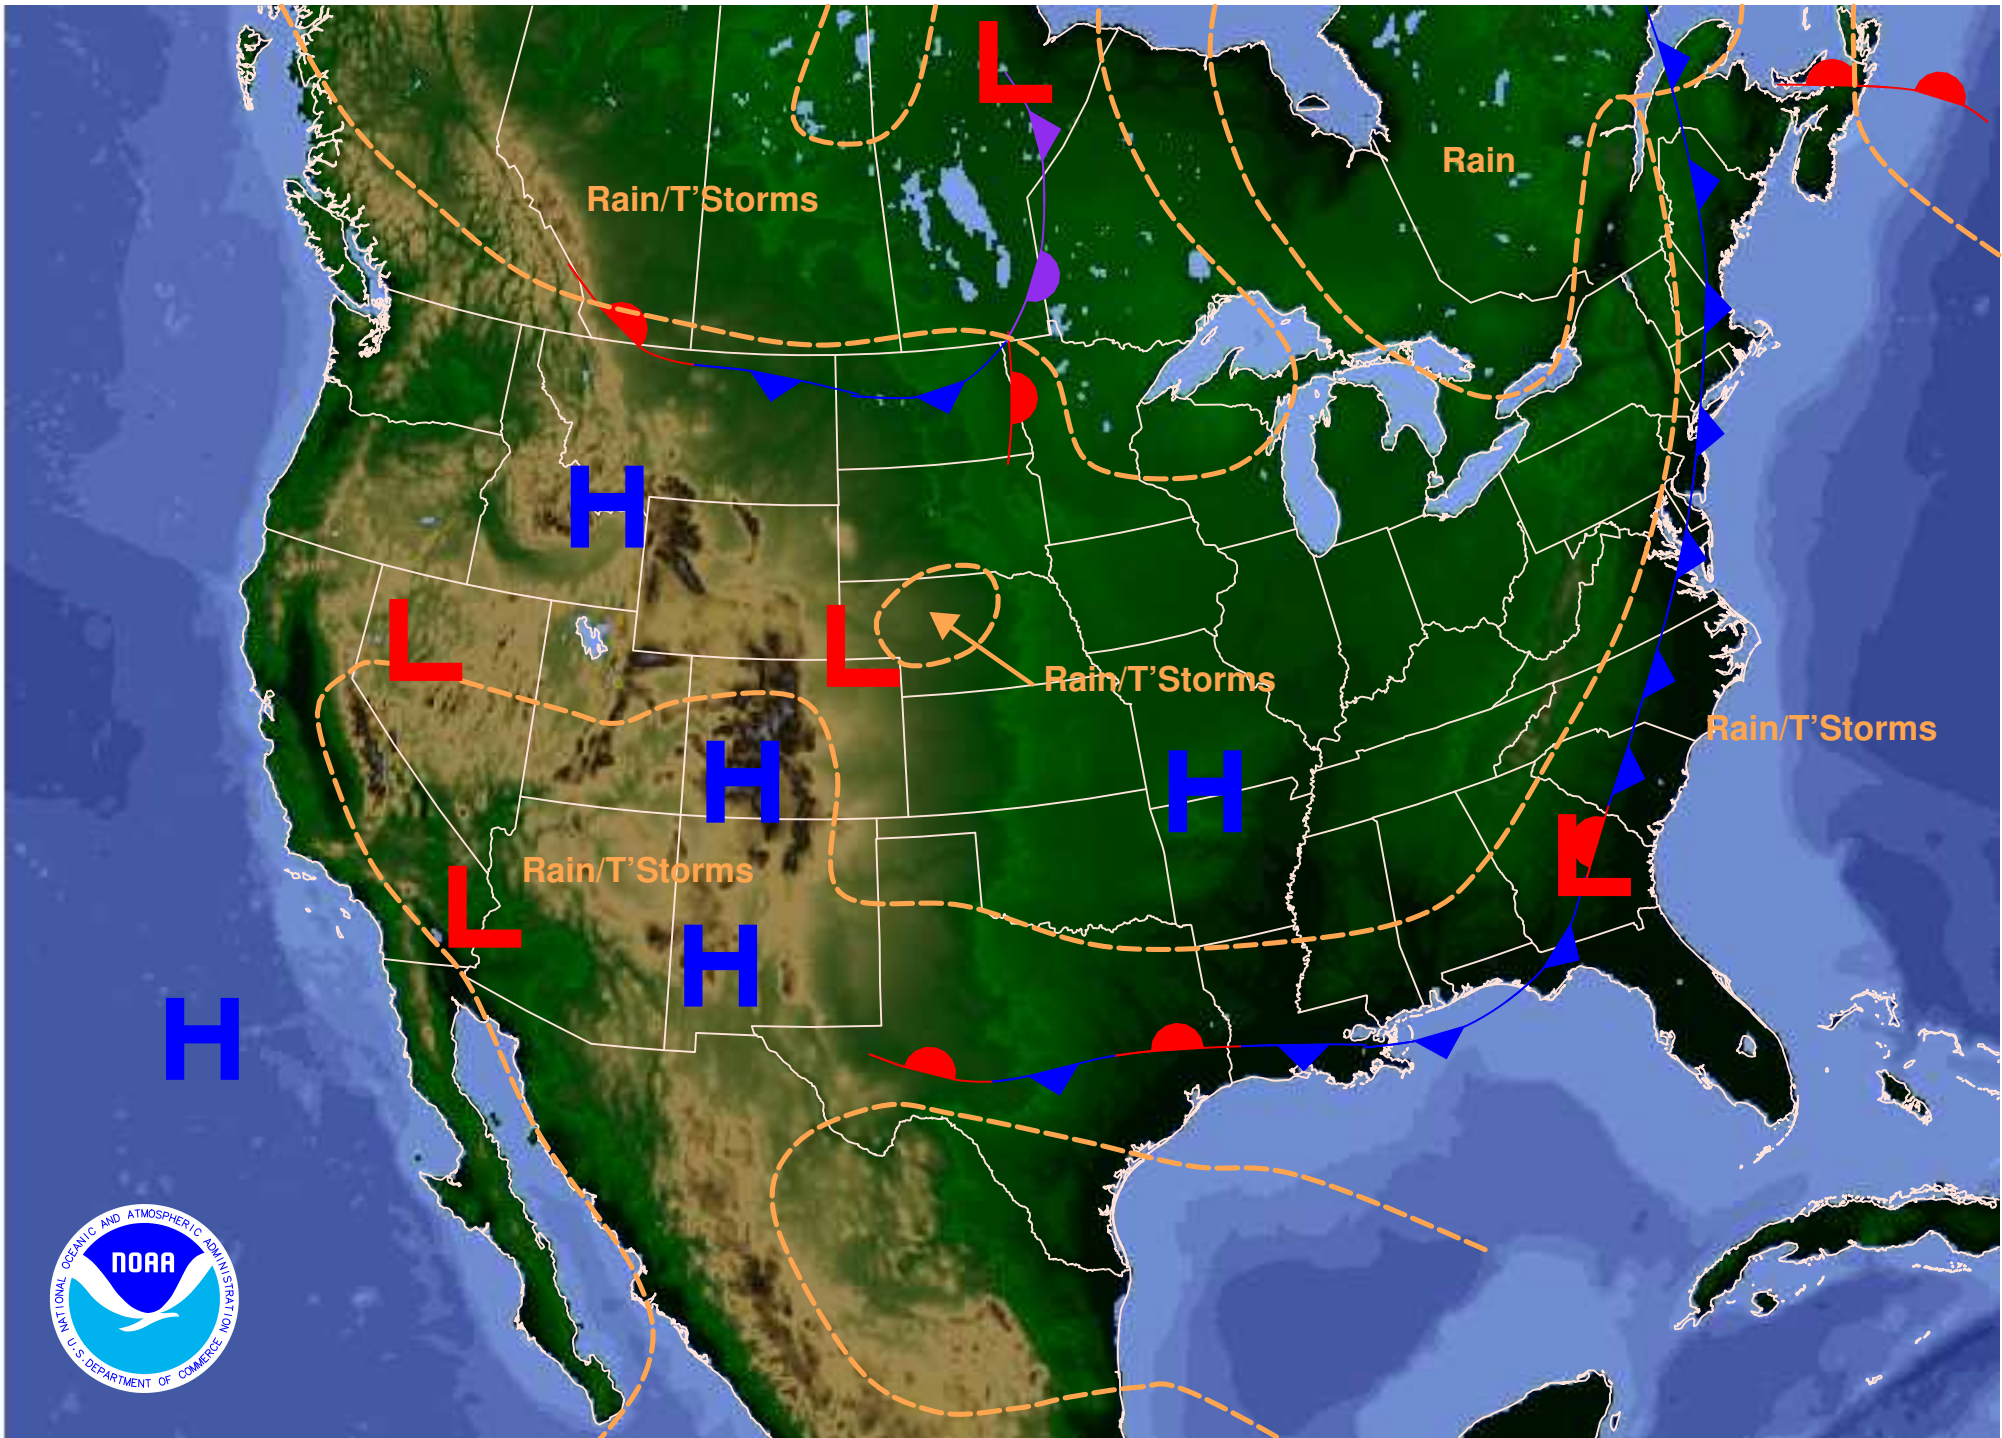 L
Rain
Rain/T'Storms
H
L
L
Rain/T'Storms
Rain/T'Storms
H
H
L
Rain/T'Storms
L
H
H
NATIONAL OCEANIC AND ATMOSPHERIC ADMINISTRATION
NOAA
U.S. DEPARTMENT OF COMMERCE